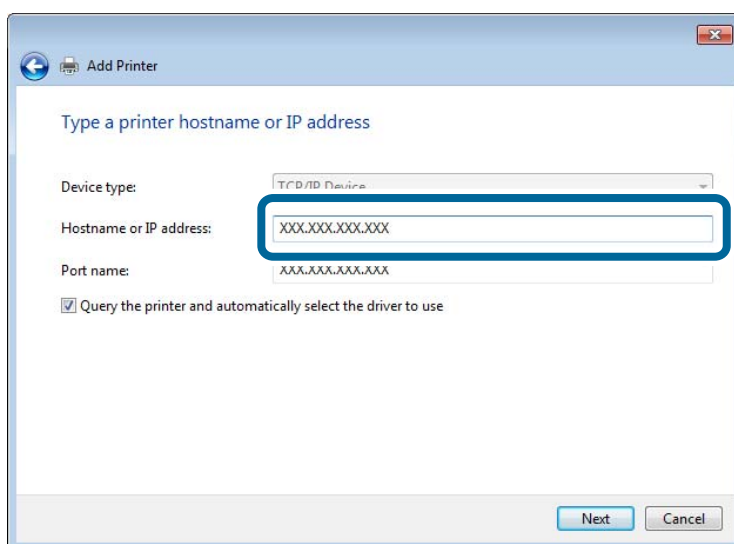 Add Printer
Type a printer hostname or IP address
Device type: TCP/IP Device
Hostname or IP address: XXX.XXX.XXX.XXX
Port name: XXX.XXX.XXX.XXX
Query the printer and automatically select the driver to use
Next Cancel